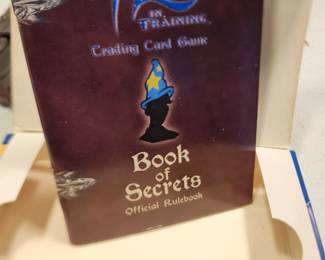 IN
TRAINING
Trading Card Game
Book
of
Secrets
Official Rulebook